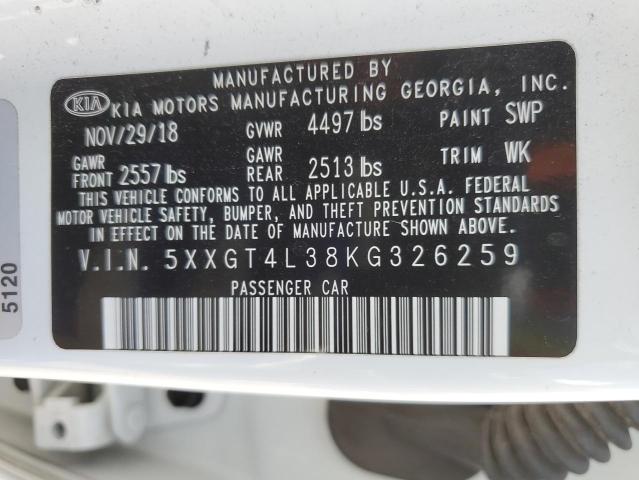 MANUFACTURED BY
KIA KIA MOTORS MANUFACTURING GEORGIA, INC.
NOV/29/18 GVWR 4497 lbs PAINT SWP
GAWR FRONT 2557 lbs GAWR REAR 2513 lbs TRIM WK
THIS VEHICLE CONFORMS TO ALL APPLICABLE U.S.A. FEDERAL
MOTOR VEHICLE SAFETY, BUMPER, AND THEFT PREVENTION STANDARDS
IN EFFECT ON THE DATE OF MANUFACTURE SHOWN ABOVE.
V.I.N. 5XXGT4L38KG326259
PASSENGER CAR
5120